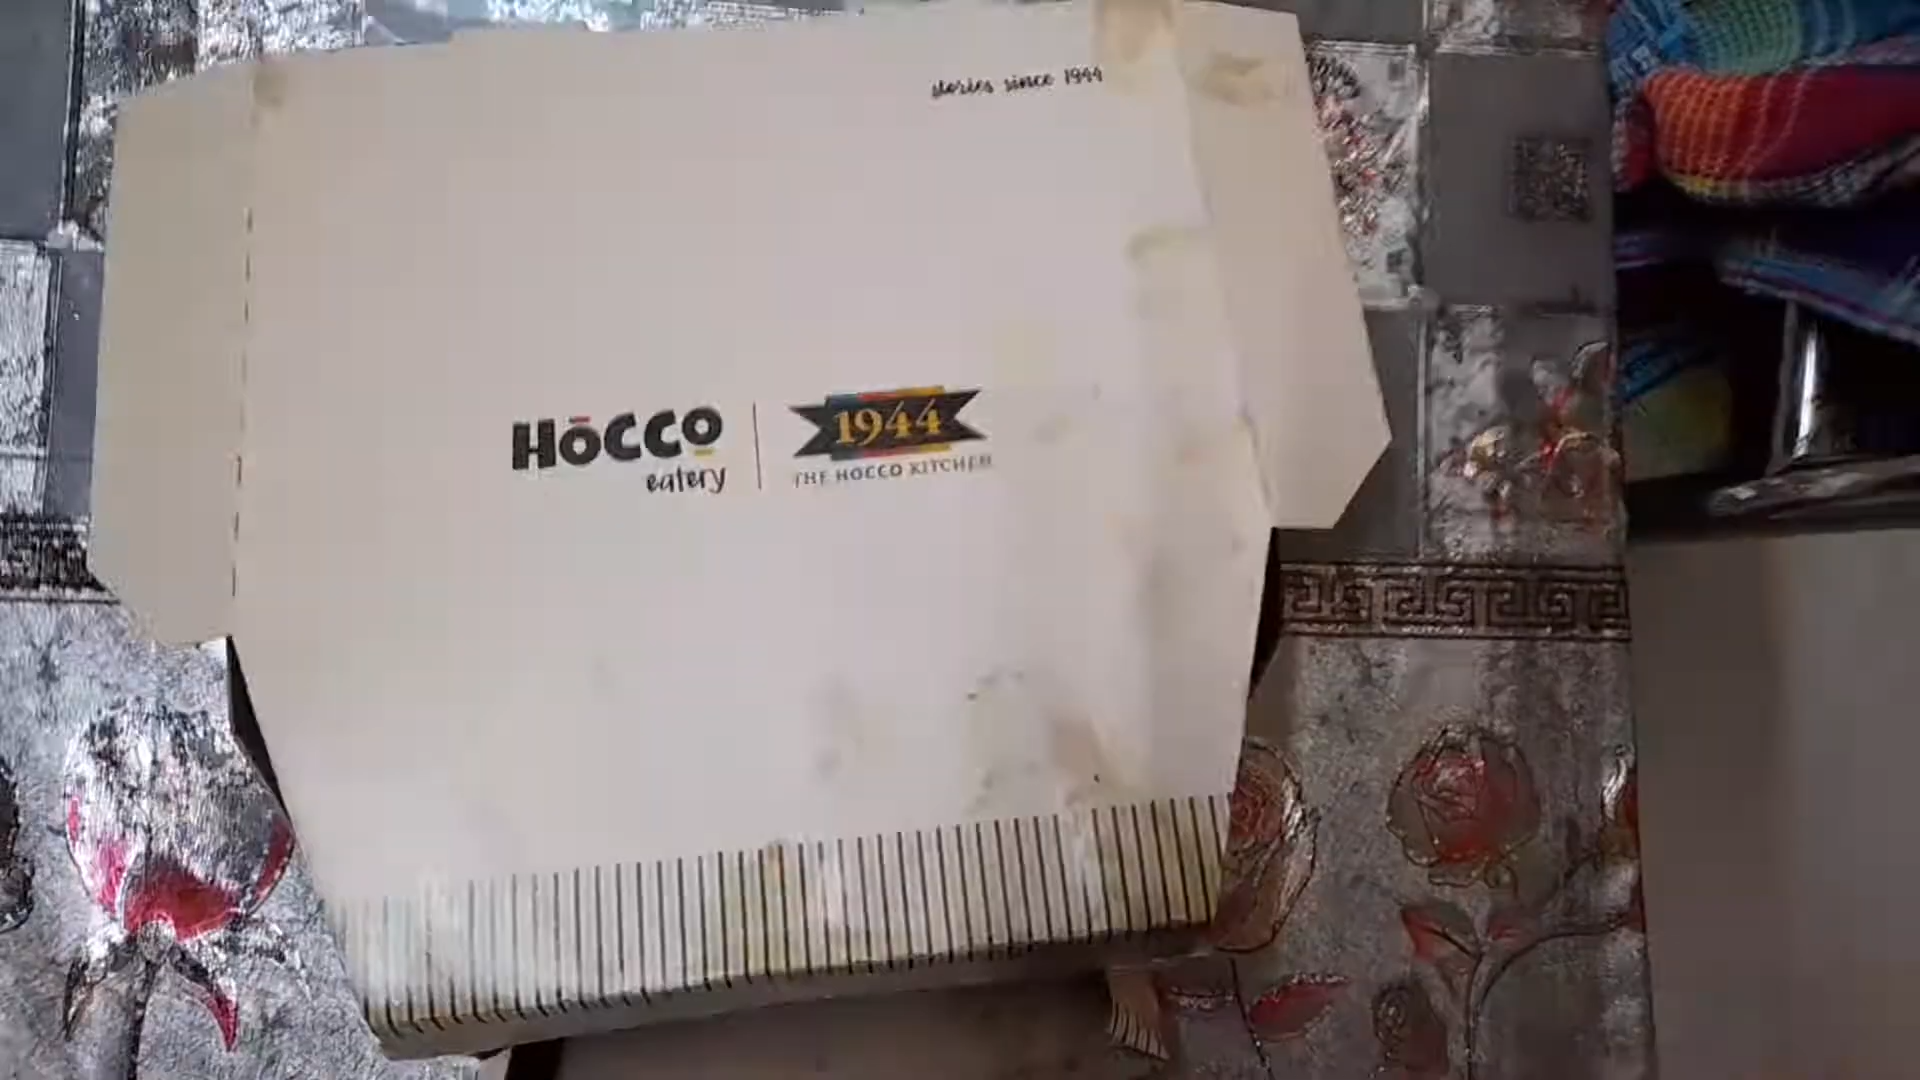 stories since 1944
HOCCO
eatery
1944
THE HOCCO KITCHEN